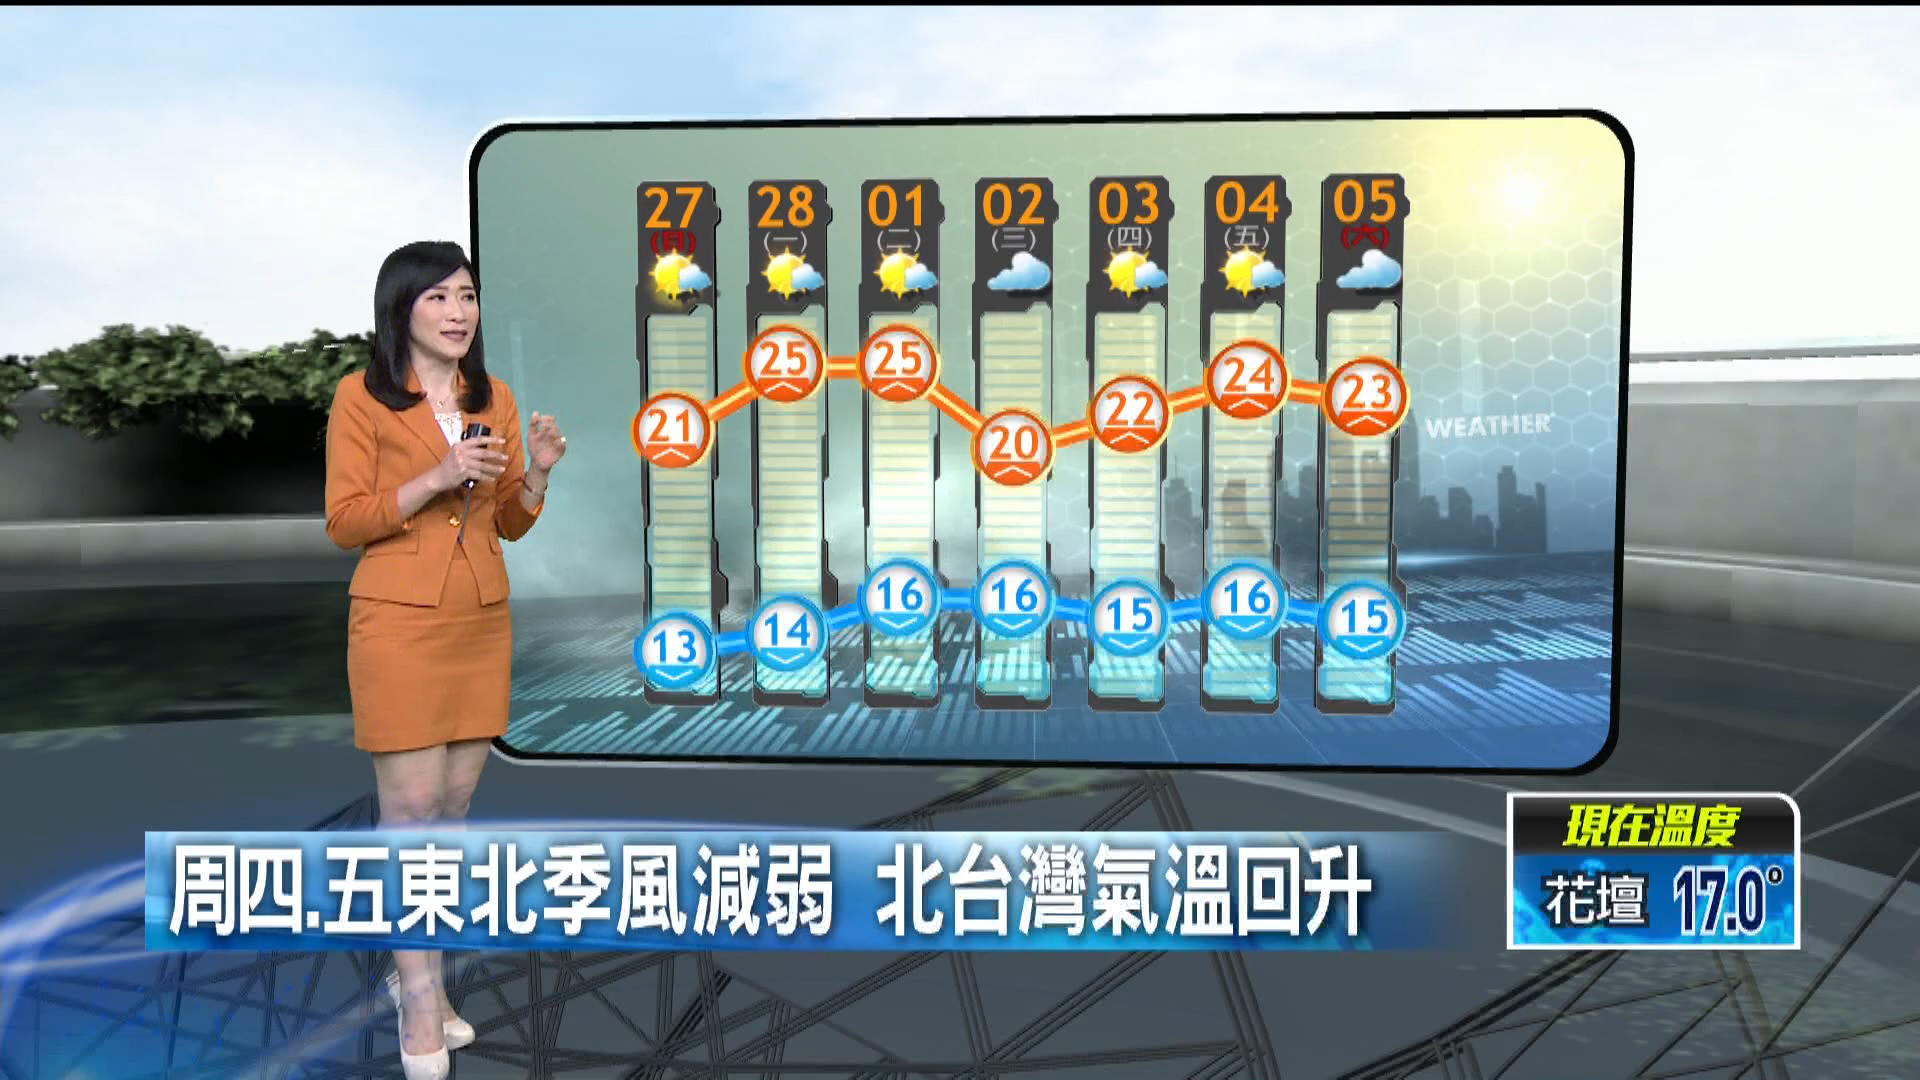 27 28 01 02 03 04 05
(日) (一) (二) (三) (四) (五) (六)
21 25 25 20 22 24 23
WEATHER
13 14 16 16 15 16 15
現在溫度
周四.五東北季風減弱 北台灣氣溫回升
花壇 17.0°